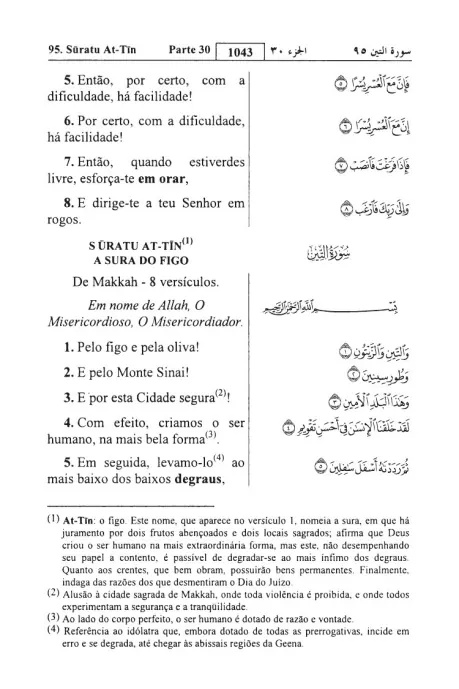 95. Sūratu At-Tīn Parte 30 1043 الجزء ٣٠ سورة التين ٩٥
5. Então, por certo, com a
dificuldade, há facilidade!
فَإِنَّ مَعَ ٱلْعُسْرِ يُسْرًا ٥
6. Por certo, com a dificuldade,
há facilidade!
إِنَّ مَعَ ٱلْعُسْرِ يُسْرًا ٦
7. Então, quando estiverdes
livre, esforça-te em orar,
فَإِذَا فَرَغْتَ فَٱنصَبْ ٧
8. E dirige-te a teu Senhor em
rogos.
وَإِلَىٰ رَبِّكَ فَٱرْغَب ٨
SŪRATU AT-TĪN(1)
A SURA DO FIGO
سُورَةُ التِّينِ
De Makkah - 8 versículos.
Em nome de Allah, O
Misericordioso, O Misericordiador.
بِسْمِ ٱللَّهِ ٱلرَّحْمَٰنِ ٱلرَّحِيمِ
1. Pelo figo e pela oliva!
وَٱلتِّينِ وَٱلزَّيْتُونِ ١
2. E pelo Monte Sinai!
وَطُورِ سِينِينَ ٢
3. E por esta Cidade segura(2)!
وَهَٰذَا ٱلْبَلَدِ ٱلْأَمِينِ ٣
4. Com efeito, criamos o ser
humano, na mais bela forma(3).
لَقَدْ خَلَقْنَا ٱلْإِنسَٰنَ فِىٓ أَحْسَنِ تَقْوِيمٍ ٤
5. Em seguida, levamo-lo(4) ao
mais baixo dos baixos degraus,
ثُمَّ رَدَدْنَٰهُ أَسْفَلَ سَٰفِلِينَ ٥
(1) At-Tīn: o figo. Este nome, que aparece no versículo 1, nomeia a sura, em que há
juramento por dois frutos abençoados e dois locais sagrados; afirma que Deus
criou o ser humano na mais extraordinária forma, mas este, não desempenhando
seu papel a contento, é passível de degradar-se ao mais ínfimo dos degraus.
Quanto aos crentes, que bem obram, possuirão bens permanentes. Finalmente,
indaga das razões dos que desmentiram o Dia do Juízo.
(2) Alusão à cidade sagrada de Makkah, onde toda violência é proibida, e onde todos
experimentam a segurança e a tranqüilidade.
(3) Ao lado do corpo perfeito, o ser humano é dotado de razão e vontade.
(4) Referência ao idólatra que, embora dotado de todas as prerrogativas, incide em
erro e se degrada, até chegar às abissais regiões da Geena.